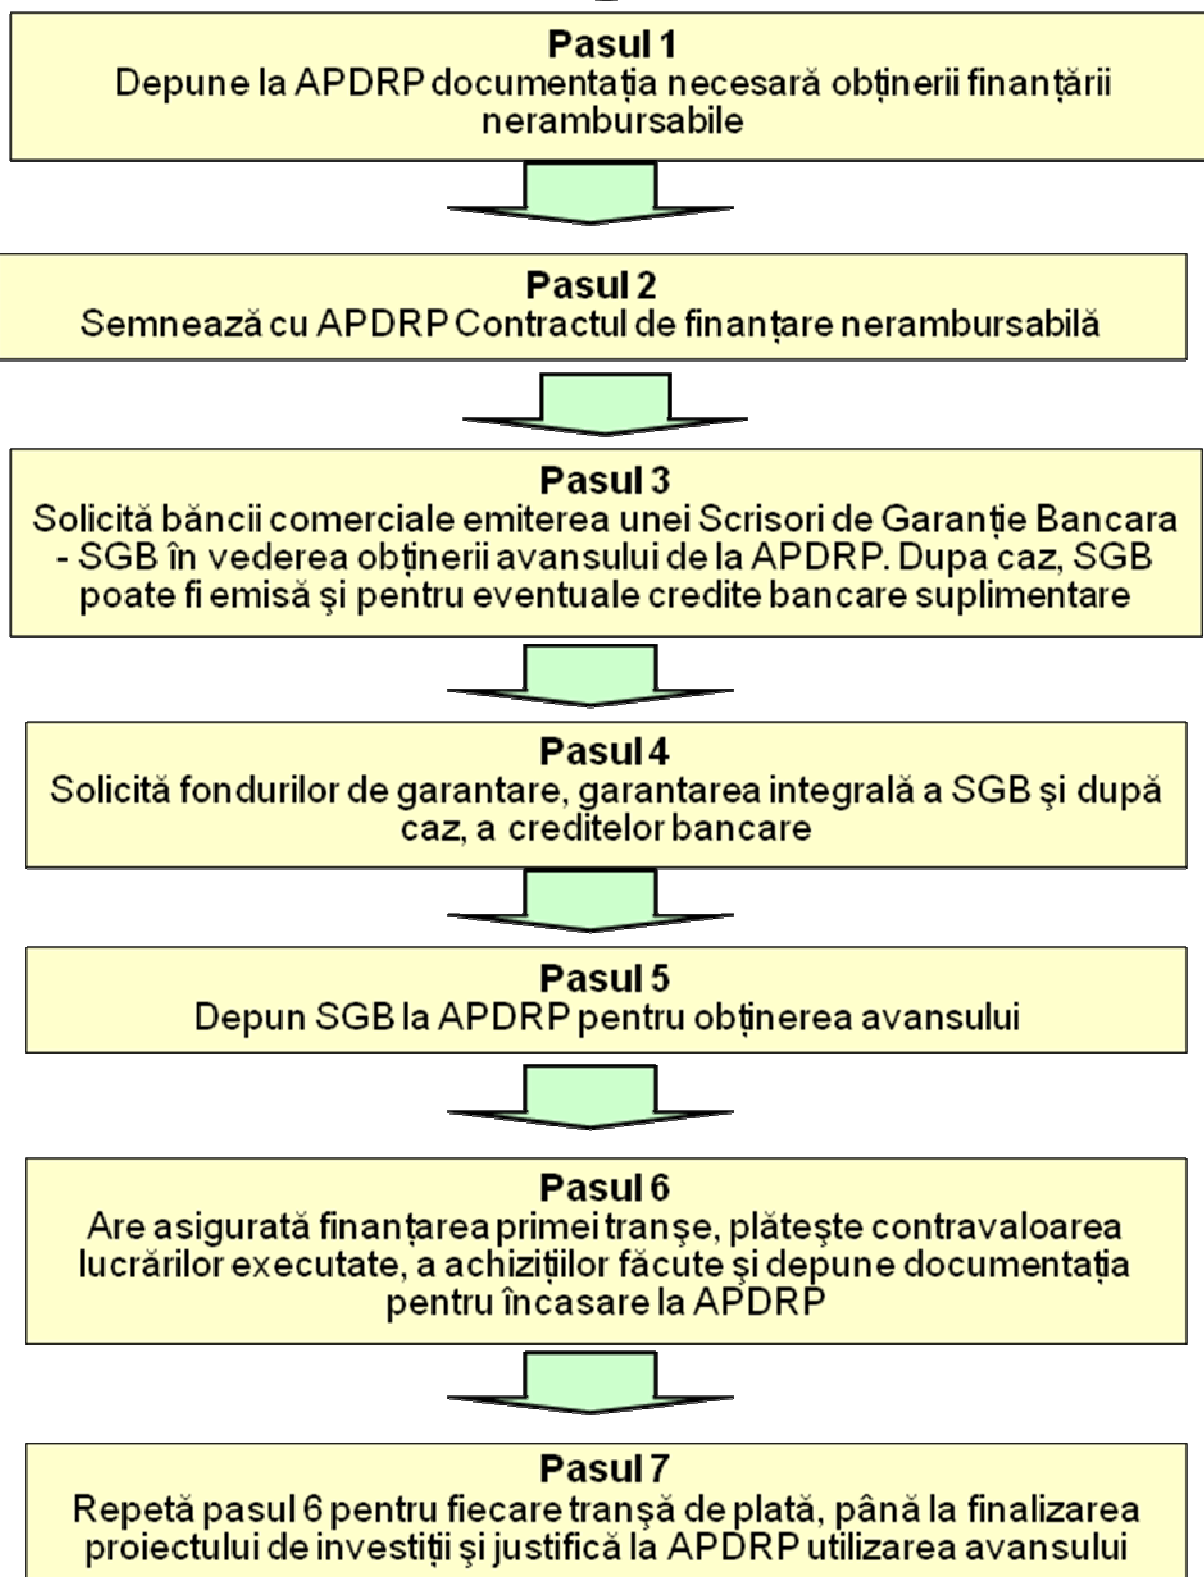 Pasul 1
Depune la APDRP documentația necesară obținerii finanțării
nerambursabile
Pasul 2
Semnează cu APDRP Contractul de finanțare nerambursabilă
Pasul 3
Solicită băncii comerciale emiterea unei Scrisori de Garanție Bancara
- SGB în vederea obținerii avansului de la APDRP. Dupa caz, SGB
poate fi emisă şi pentru eventuale credite bancare suplimentare
Pasul 4
Solicită fondurilor de garantare, garantarea integrală a SGB şi după
caz, a creditelor bancare
Pasul 5
Depun SGB la APDRP pentru obținerea avansului
Pasul 6
Are asigurată finanțarea primei tranşe, plăteşte contravaloarea
lucrărilor executate, a achizițiilor făcute şi depune documentația
pentru încasare la APDRP
Pasul 7
Repetă pasul 6 pentru fiecare tranşă de plată, până la finalizarea
proiectului de investiții şi justifică la APDRP utilizarea avansului